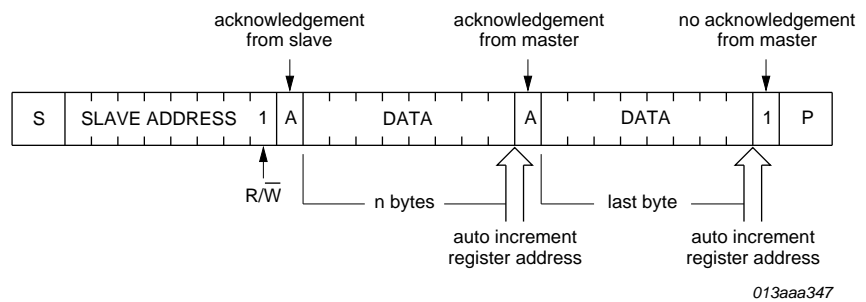 acknowledgement
from slave
acknowledgement
from master
no acknowledgement
from master
S SLAVE ADDRESS 1 A DATA A DATA 1 P
R/W̅
n bytes
last byte
auto increment
register address
auto increment
register address
013aaa347